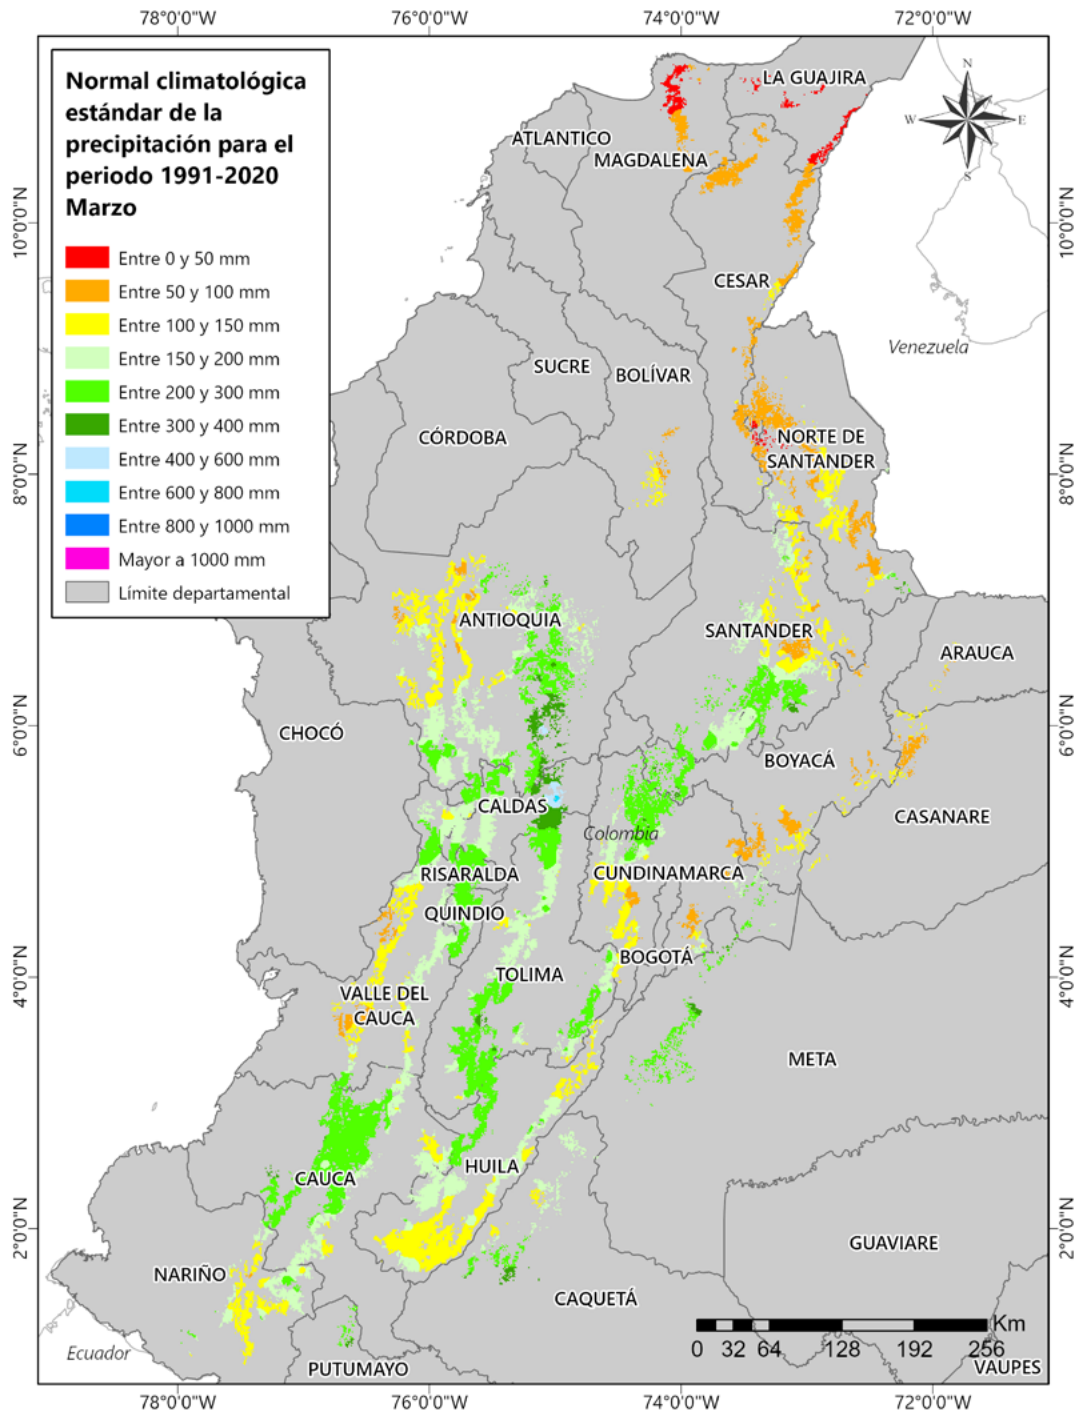 78°0'0"W 76°0'0"W 74°0'0"W 72°0'0"W
Normal climatológica
estándar de la
precipitación para el
periodo 1991-2020
Marzo
Entre 0 y 50 mm
Entre 50 y 100 mm
Entre 100 y 150 mm
Entre 150 y 200 mm
Entre 200 y 300 mm
Entre 300 y 400 mm
Entre 400 y 600 mm
Entre 600 y 800 mm
Entre 800 y 1000 mm
Mayor a 1000 mm
Límite departamental
N
W E
S
LA GUAJIRA
ATLANTICO
MAGDALENA
10°0'0"N 10°0'0"N
CESAR
Venezuela
SUCRE
BOLÍVAR
CÓRDOBA
NORTE DE
SANTANDER
8°0'0"N 8°0'0"N
ANTIOQUIA
SANTANDER
ARAUCA
6°0'0"N 6°0'0"N
CHOCÓ
BOYACÁ
CALDAS
CASANARE
Colombia
RISARALDA
CUNDINAMARCA
QUINDIO
BOGOTÁ
TOLIMA
4°0'0"N 4°0'0"N
VALLE DEL
CAUCA
META
HUILA
CAUCA
2°0'0"N 2°0'0"N
GUAVIARE
NARIÑO
CAQUETÁ
Km
0 32 64 128 192 256
Ecuador
PUTUMAYO
VAUPES
78°0'0"W 76°0'0"W 74°0'0"W 72°0'0"W